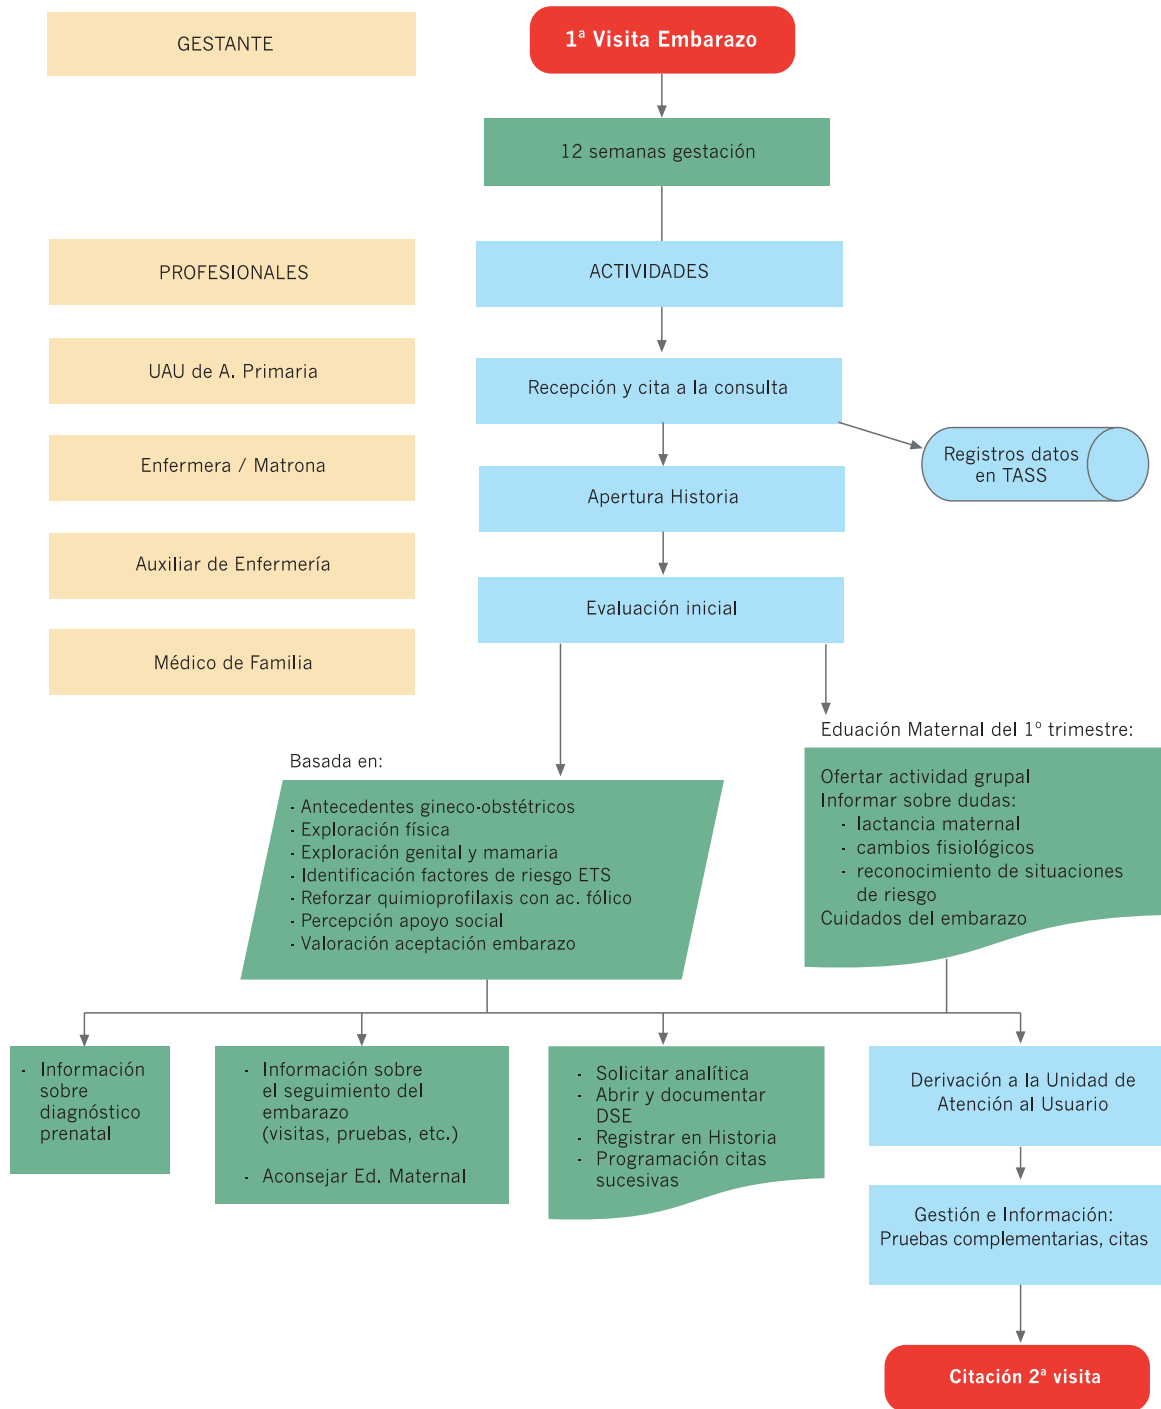 GESTANTE
1ª Visita Embarazo
12 semanas gestación
PROFESIONALES
ACTIVIDADES
UAU de A. Primaria
Recepción y cita a la consulta
Registros datos
en TASS
Enfermera / Matrona
Apertura Historia
Auxiliar de Enfermería
Evaluación inicial
Médico de Familia
Basada en:
- Antecedentes gineco-obstétricos
- Exploración física
- Exploración genital y mamaria
- Identificación factores de riesgo ETS
- Reforzar quimioprofilaxis con ac. fólico
- Percepción apoyo social
- Valoración aceptación embarazo
Eduación Maternal del 1º trimestre:
Ofertar actividad grupal
Informar sobre dudas:
- lactancia maternal
- cambios fisiológicos
- reconocimiento de situaciones
de riesgo
Cuidados del embarazo
- Información
sobre
diagnóstico
prenatal
- Información sobre
el seguimiento del
embarazo
(visitas, pruebas, etc.)
- Aconsejar Ed. Maternal
- Solicitar analítica
- Abrir y documentar
DSE
- Registrar en Historia
- Programación citas
sucesivas
Derivación a la Unidad de
Atención al Usuario
Gestión e Información:
Pruebas complementarias, citas
Citación 2ª visita